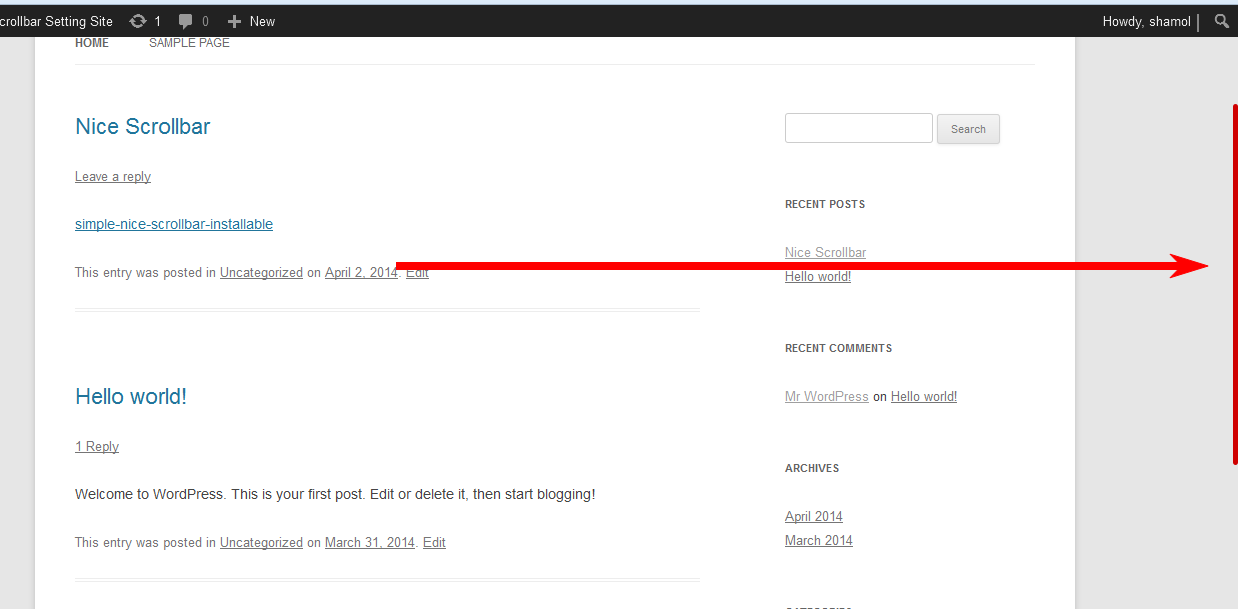 crollbar Setting Site 1 0 New Howdy, shamol
HOME SAMPLE PAGE
Nice Scrollbar
Leave a reply
simple-nice-scrollbar-installable
This entry was posted in Uncategorized on April 2, 2014. Edit
Hello world!
1 Reply
Welcome to WordPress. This is your first post. Edit or delete it, then start blogging!
This entry was posted in Uncategorized on March 31, 2014. Edit
Search
RECENT POSTS
Nice Scrollbar
Hello world!
RECENT COMMENTS
Mr WordPress on Hello world!
ARCHIVES
April 2014
March 2014